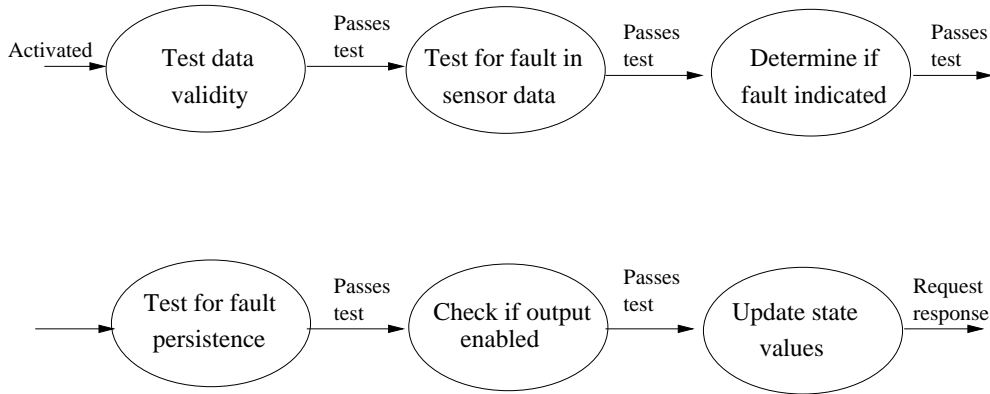 Activated
Test data
validity
Passes
test
Test for fault in
sensor data
Passes
test
Determine if
fault indicated
Passes
test
Test for fault
persistence
Passes
test
Check if output
enabled
Passes
test
Update state
values
Request
response